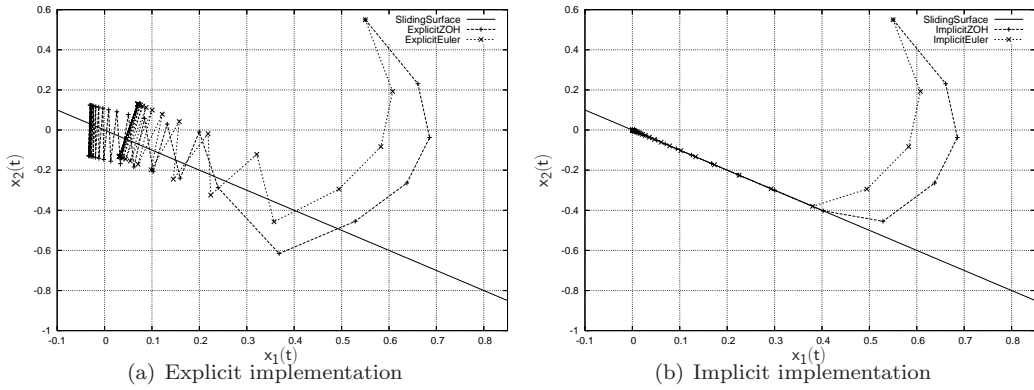 0.6
0.4
0.2
0
-0.2
-0.4
-0.6
-0.8
-1
x2(t)
-0.1 0 0.1 0.2 0.3 0.4 0.5 0.6 0.7 0.8
x1(t)
SlidingSurface
ExplicitZOH
ExplicitEuler
(a) Explicit implementation
0.6
0.4
0.2
0
-0.2
-0.4
-0.6
-0.8
-1
x2(t)
-0.1 0 0.1 0.2 0.3 0.4 0.5 0.6 0.7 0.8
x1(t)
SlidingSurface
ImplicitZOH
ImplicitEuler
(b) Implicit implementation